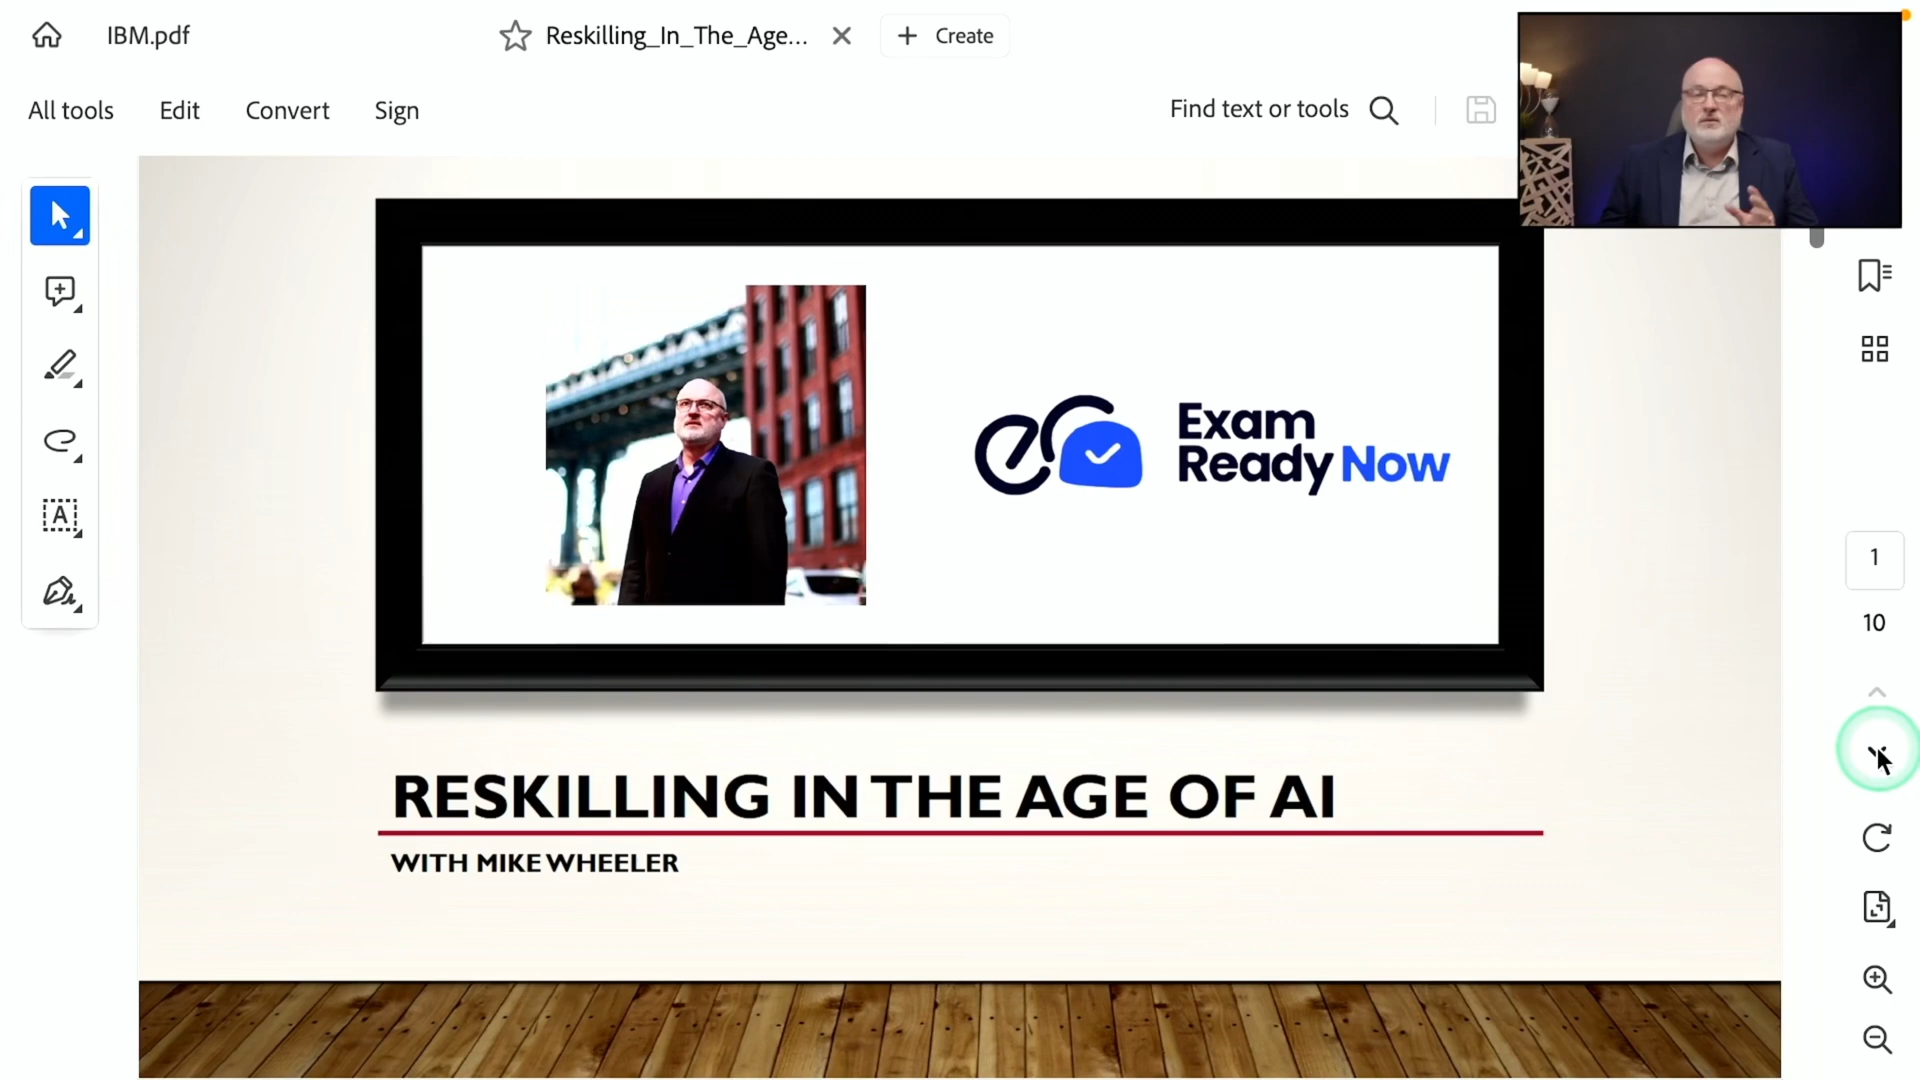 IBM.pdf
Reskilling_In_The_Age...
Create
All tools
Edit
Convert
Sign
Find text or tools
Exam
Ready Now
1
10
RESKILLING IN THE AGE OF AI
WITH MIKE WHEELER